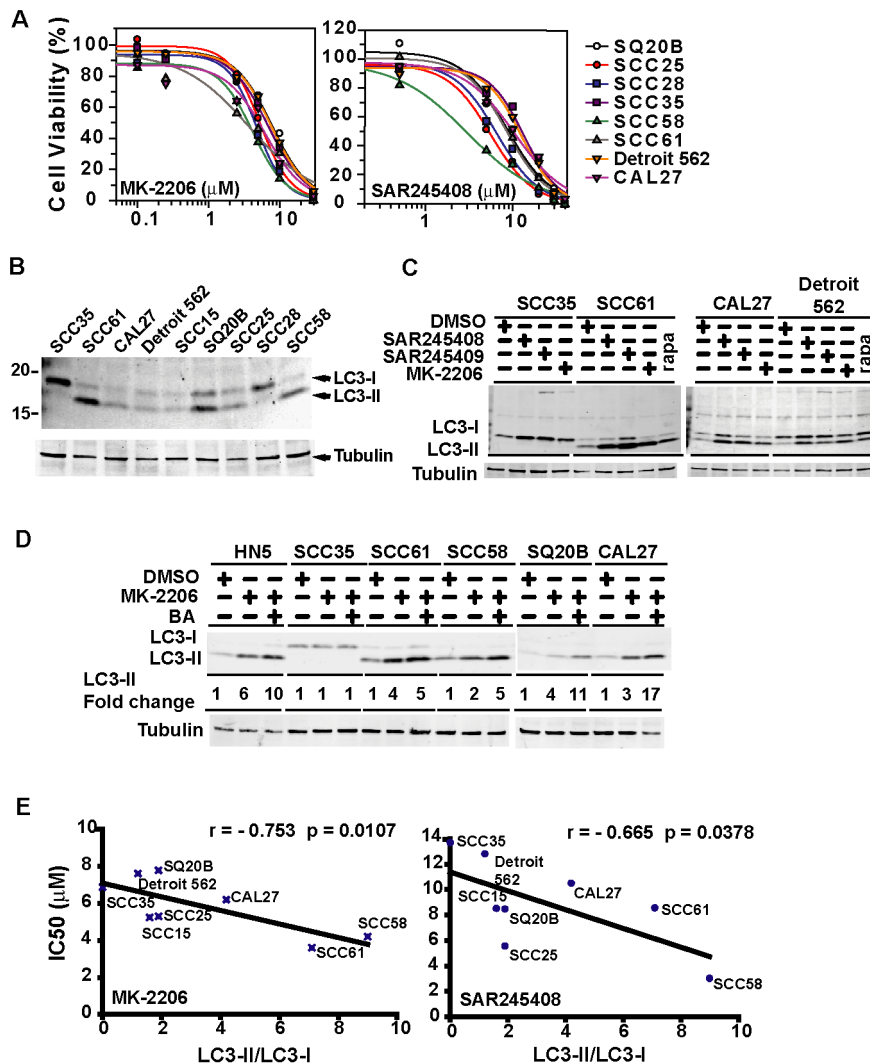 A
Cell Viability (%)
100
80
60
40
20
0
0.1
1
10
MK-2206 (μM)
120
100
80
60
40
20
0
1
10
SAR245408 (μM)
SQ20B
SCC25
SCC28
SCC35
SCC58
SCC61
Detroit 562
CAL27
B
SCC35
SCC61
CAL27
Detroit 562
SCC15
SQ20B
SCC25
SCC28
SCC58
20
15
LC3-I
LC3-II
Tubulin
C
SCC35 SCC61 CAL27 Detroit 562
DMSO + − − − + − − − − + − − − + − − − −
SAR245408 − + − − − + − − − − + − − − + − − −
SAR245409 − − + − − − + − − − − + − − − + − −
MK-2206 − − − + − − − + − − − − + − − − + −
rapa
rapa
LC3-I
LC3-II
Tubulin
D
HN5 SCC35 SCC61 SCC58 SQ20B CAL27
DMSO + − − + − − + − − + − − + − − + − −
MK-2206 − + + − + + − + + − + + − + + − + +
BA − − + − − + − − + − − + − − + − − +
LC3-I
LC3-II
LC3-II
Fold change 1 6 10 1 1 1 1 4 5 1 2 5 1 4 11 1 3 17
Tubulin
E
IC50 (μM)
r = - 0.753 p = 0.0107
10
8
6
4
2
0
SQ20B
Detroit 562
SCC35
SCC25
SCC15
CAL27
SCC58
SCC61
MK-2206
0 2 4 6 8 10
LC3-II/LC3-I
r = - 0.665 p = 0.0378
14
12
10
8
6
4
2
0
SCC35
Detroit
562
SCC15
SQ20B
SCC25
CAL27
SCC61
SCC58
SAR245408
0 2 4 6 8 10
LC3-II/LC3-I